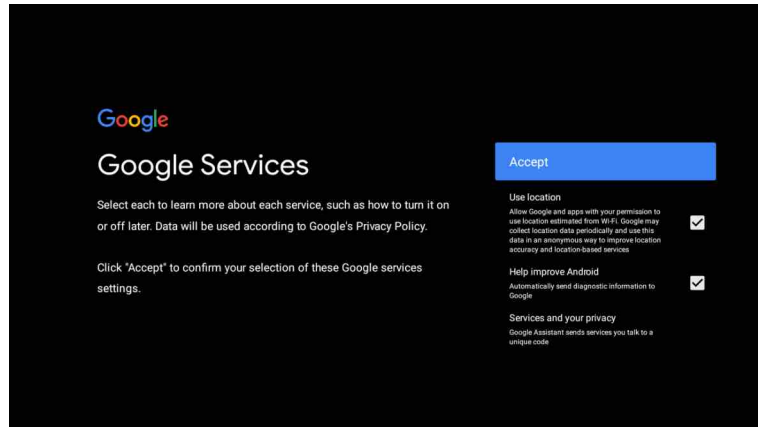 Google
Google Services
Select each to learn more about each service, such as how to turn it on
or off later. Data will be used according to Google's Privacy Policy.
Click "Accept" to confirm your selection of these Google services
settings.
Accept
Use location
Allow Google and apps with your permission to
use location estimated from Wi-Fi. Google may
collect location data periodically and use this
data in an anonymous way to improve location
accuracy and location-based services
Help improve Android
Automatically send diagnostic information to
Google
Services and your privacy
Google Assistant sends services you talk to a
unique code